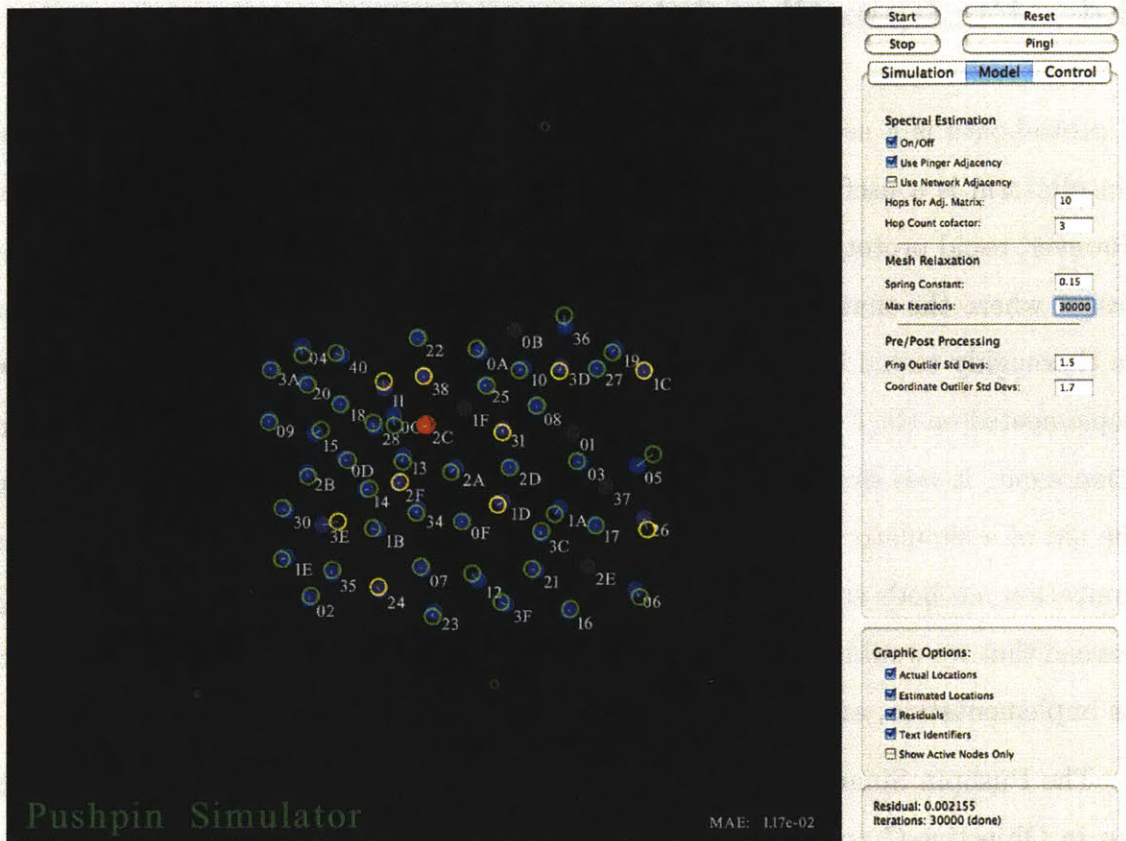 Start Reset
Stop Ping!
Simulation Model Control
Spectral Estimation
On/Off
Use Pinger Adjacency
Use Network Adjacency
Hops for Adj. Matrix: 10
Hop Count cofactor: 3
Mesh Relaxation
Spring Constant: 0.15
Max Iterations: 30000
Pre/Post Processing
Ping Outlier Std Devs: 1.5
Coordinate Outlier Std Devs: 1.7
0B 36
04 40 22 0A 19
3A 20 38 10 3D 27 1C
11 25
18 1F 08
09 15 28 0C 2C 31 01
0D 13 2A 2D 03 05
2B 14 2F 37
30 34 1D 1A 26
3E 1B 0F 3C 17
1E 35 07 12 21 2E
02 24 3F 06
23 16
Graphic Options:
Actual Locations
Estimated Locations
Residuals
Text Identifiers
Show Active Nodes Only
Pushpin Simulator
MAE: 1.17e-02
Residual: 0.002155
Iterations: 30000 (done)